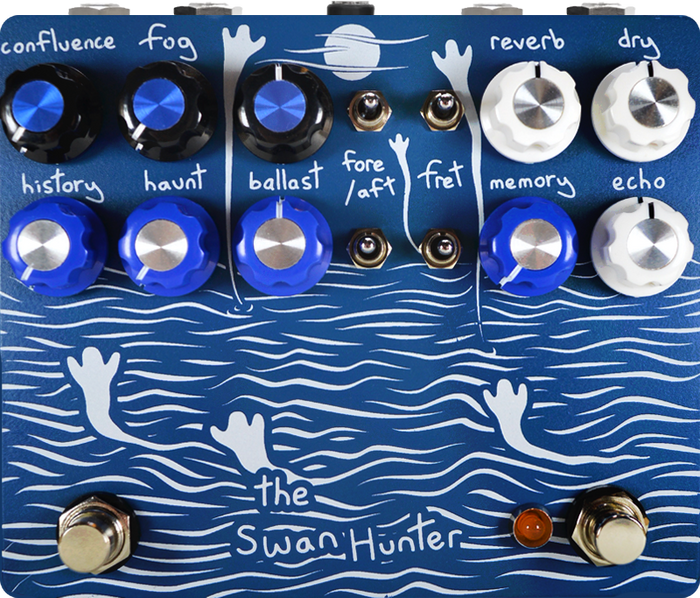 confluence fog reverb dry
history haunt ballast fore
/aft fret memory echo
the
Swan Hunter